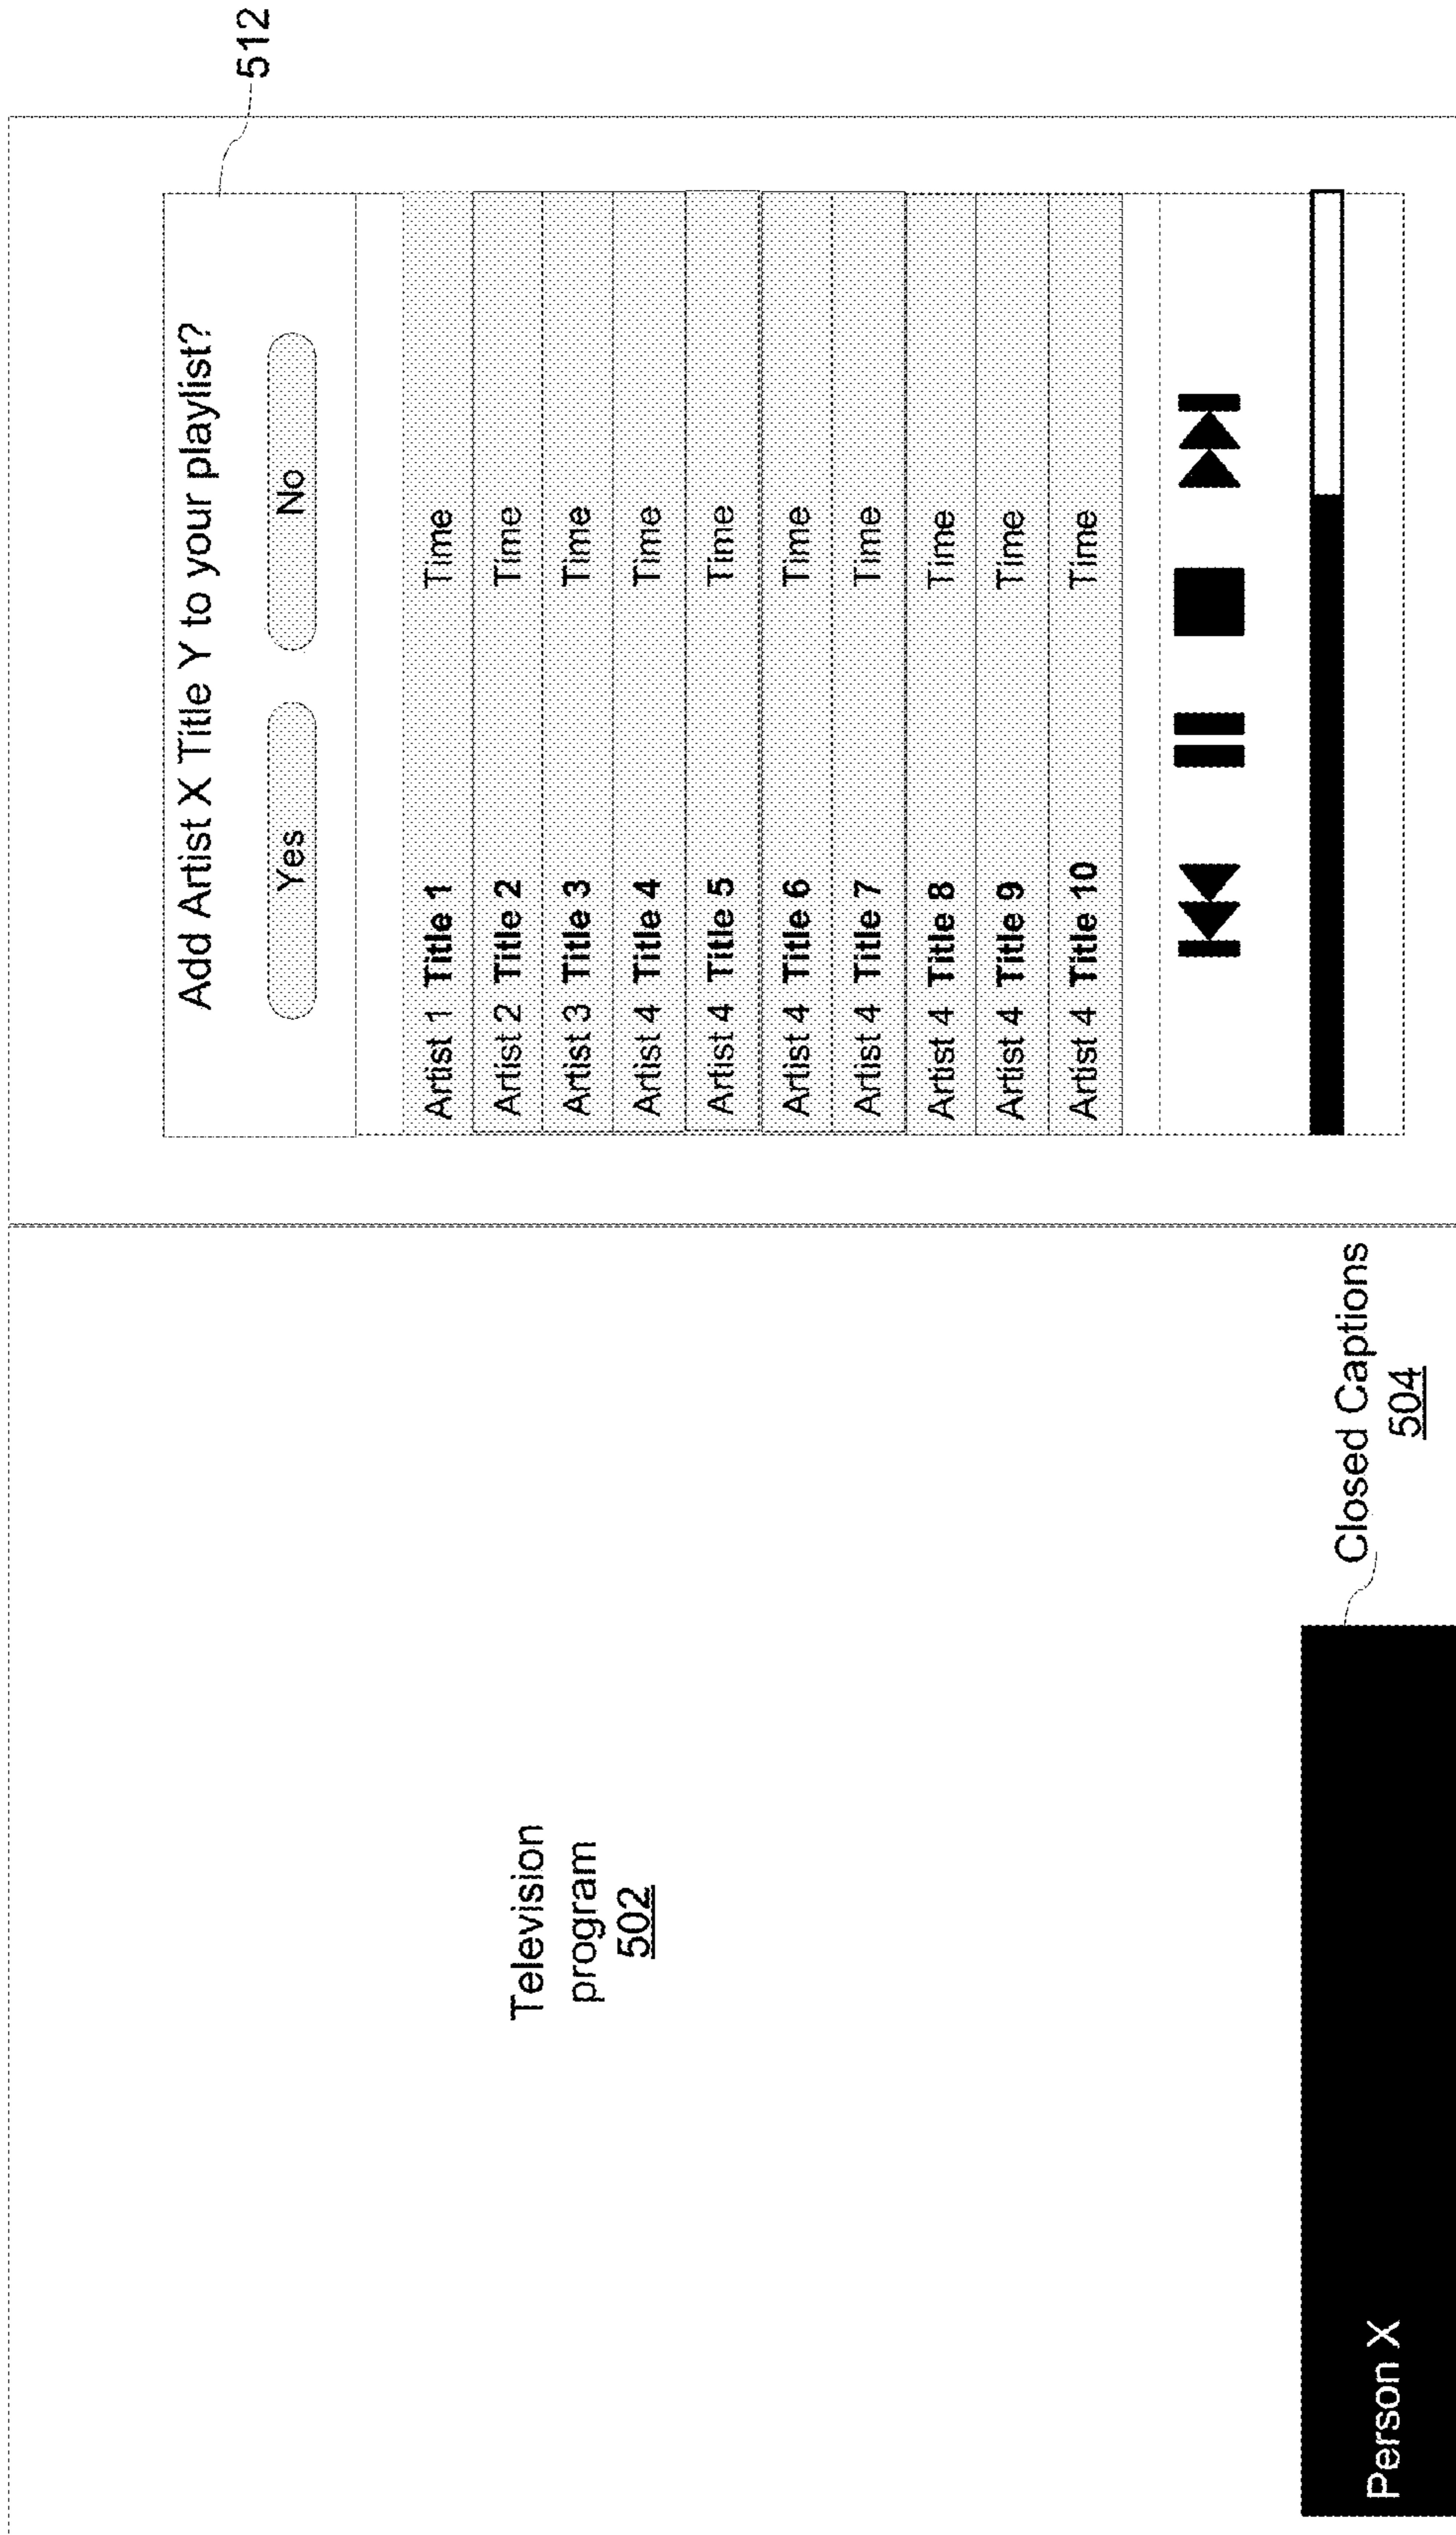 Television
program
502
Person X
Closed Captions
504
512
Add Artist X Title Y to your playlist?
Yes
No
Artist 1 Title 1 Time
Artist 2 Title 2 Time
Artist 3 Title 3 Time
Artist 4 Title 4 Time
Artist 4 Title 5 Time
Artist 4 Title 6 Time
Artist 4 Title 7 Time
Artist 4 Title 8 Time
Artist 4 Title 9 Time
Artist 4 Title 10 Time